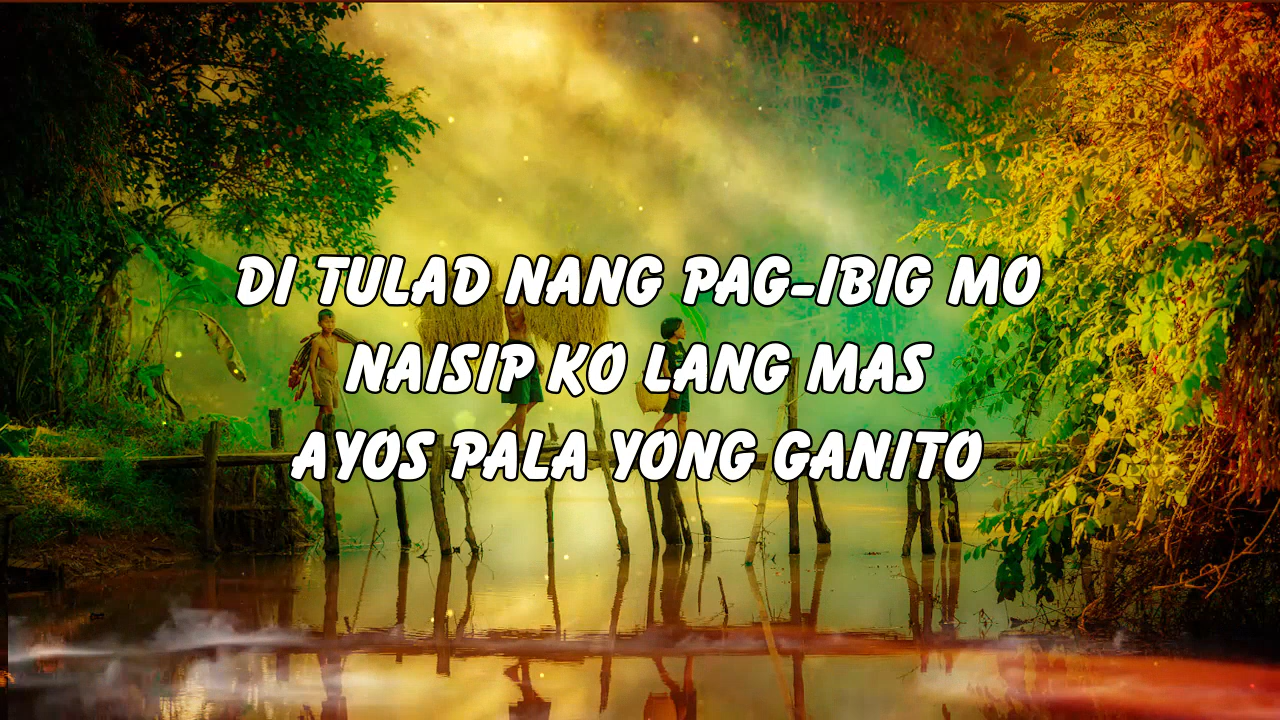 DI TULAD NANG PAG-IBIG MO
NAISIP KO LANG MAS
AYOS PALA YONG GANITO